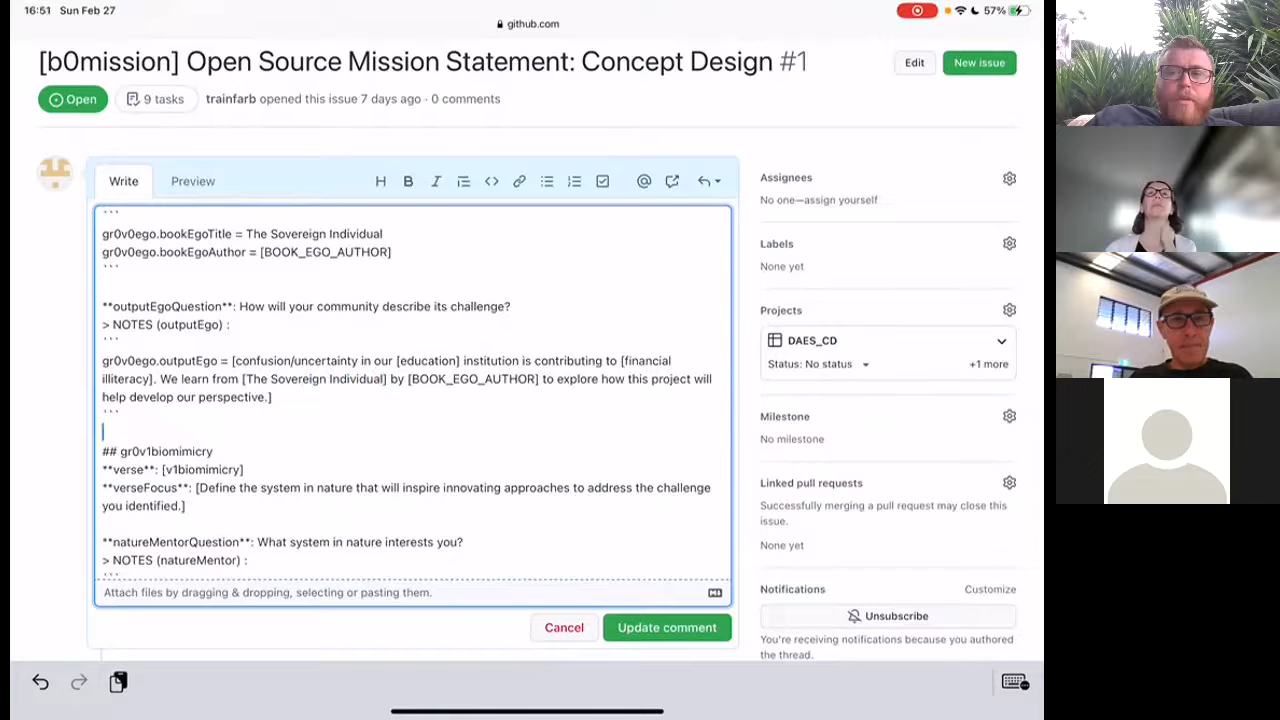 16:51 Sun Feb 27
57%
github.com
[b0mission] Open Source Mission Statement: Concept Design #1
Edit
New issue
Open
9 tasks
trainfarb opened this issue 7 days ago · 0 comments
Write
Preview
H B
```
gr0v0ego.bookEgoTitle = The Sovereign Individual
gr0v0ego.bookEgoAuthor = [BOOK_EGO_AUTHOR]
```
**outputEgoQuestion**: How will your community describe its challenge?
> NOTES (outputEgo) :
```
gr0v0ego.outputEgo = [confusion/uncertainty in our [education] institution is contributing to [financial
illiteracy]. We learn from [The Sovereign Individual] by [BOOK_EGO_AUTHOR] to explore how this project will
help develop our perspective.]
```
## gr0v1biomimicry
**verse**: [v1biomimicry]
**verseFocus**: [Define the system in nature that will inspire innovating approaches to address the challenge
you identified.]
**natureMentorQuestion**: What system in nature interests you?
> NOTES (natureMentor) :
```
Attach files by dragging & dropping, selecting or pasting them.
Cancel
Update comment
Assignees
No one—assign yourself
Labels
None yet
Projects
DAES_CD
Status: No status
+1 more
Milestone
No milestone
Linked pull requests
Successfully merging a pull request may close this
issue.
None yet
Notifications
Customize
Unsubscribe
You're receiving notifications because you authored
the thread.